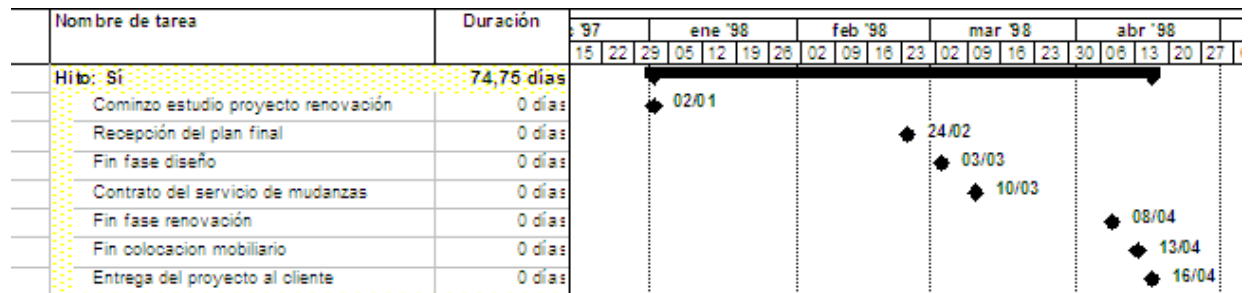 Nombre de tarea Duración : '97 ene '98 feb '98 mar '98 abr '98
15 22 29 05 12 19 26 02 09 16 23 02 09 16 23 30 06 13 20 27
Hito: Sí 74,75 días
Cominzo estudio proyecto renovación 0 días 02/01
Recepción del plan final 0 días 24/02
Fin fase diseño 0 días 03/03
Contrato del servicio de mudanzas 0 días 10/03
Fin fase renovación 0 días 08/04
Fin colocacion mobiliario 0 días 13/04
Entrega del proyecto al cliente 0 días 16/04